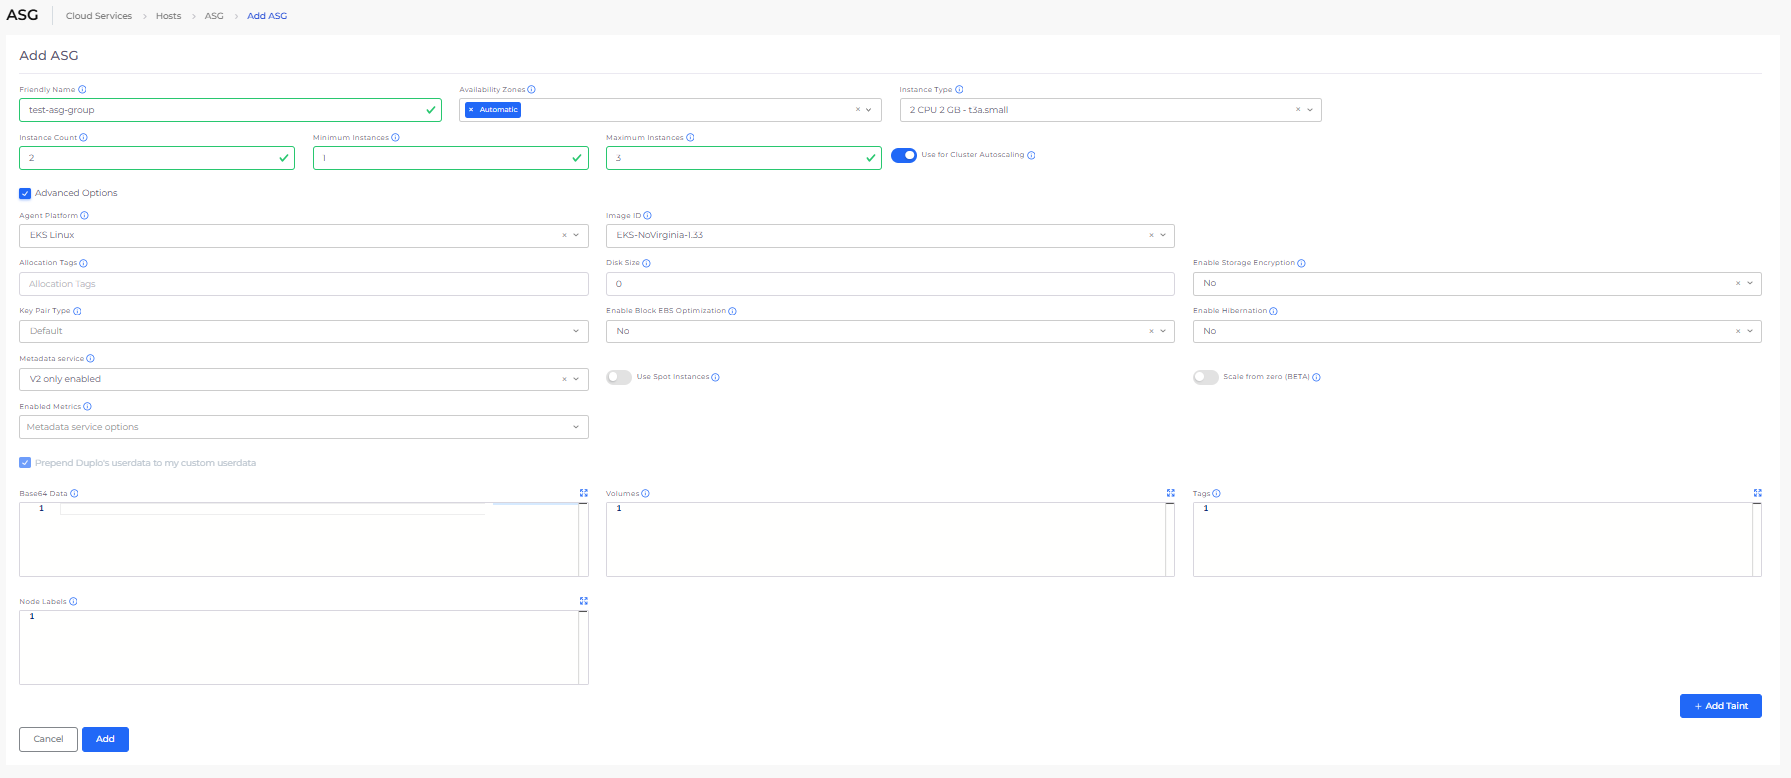 ASG
Cloud Services > Hosts > ASG > Add ASG
Add ASG
Friendly Name Availability Zones Instance Type
test-asg-group × Automatic 2 CPU 2 GB - t3a.small
Instance Count Minimum Instances Maximum Instances
2 1 3 Use for Cluster Autoscaling
Advanced Options
Agent Platform Image ID
EKS Linux EKS-NoVirginia-1.33
Allocation Tags Disk Size Enable Storage Encryption
Allocation Tags 0 No
Key Pair Type Enable Block EBS Optimization Enable Hibernation
Default No No
Metadata service
V2 only enabled Use Spot Instances Scale from zero (BETA)
Enabled Metrics
Metadata service options
Prepend Duplo's userdata to my custom userdata
Base64 Data Volumes Tags
1 1 1
Node Labels
1
+ Add Taint
Cancel Add